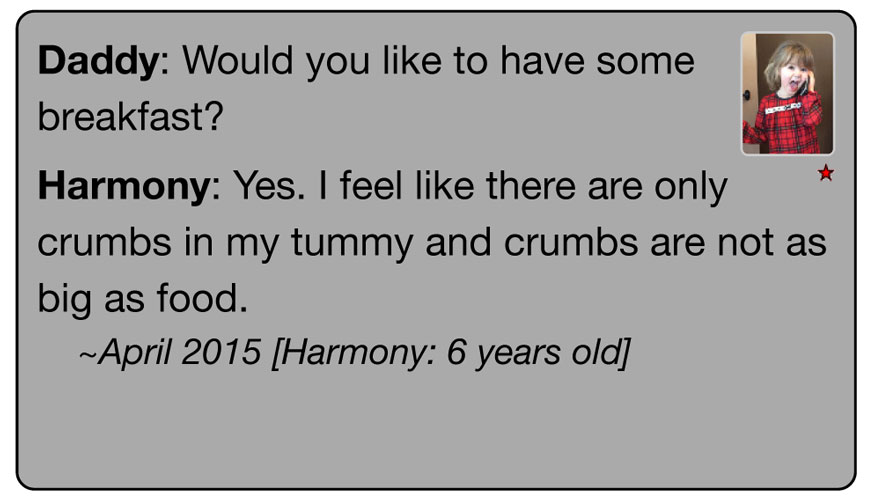 Daddy: Would you like to have some
breakfast?
Harmony: Yes. I feel like there are only
crumbs in my tummy and crumbs are not as
big as food.
~April 2015 [Harmony: 6 years old]